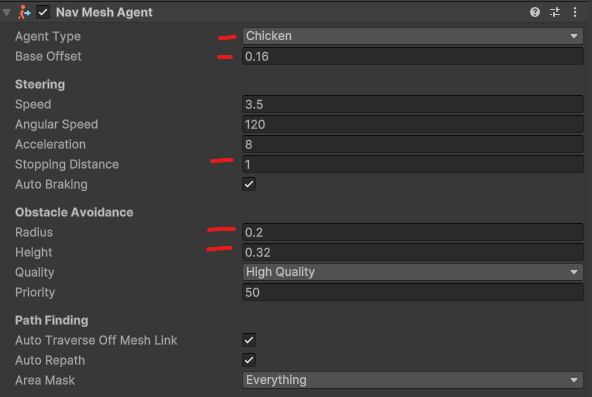 Nav Mesh Agent
Agent Type Chicken
Base Offset 0.16
Steering
Speed 3.5
Angular Speed 120
Acceleration 8
Stopping Distance 1
Auto Braking
Obstacle Avoidance
Radius 0.2
Height 0.32
Quality High Quality
Priority 50
Path Finding
Auto Traverse Off Mesh Link
Auto Repath
Area Mask Everything